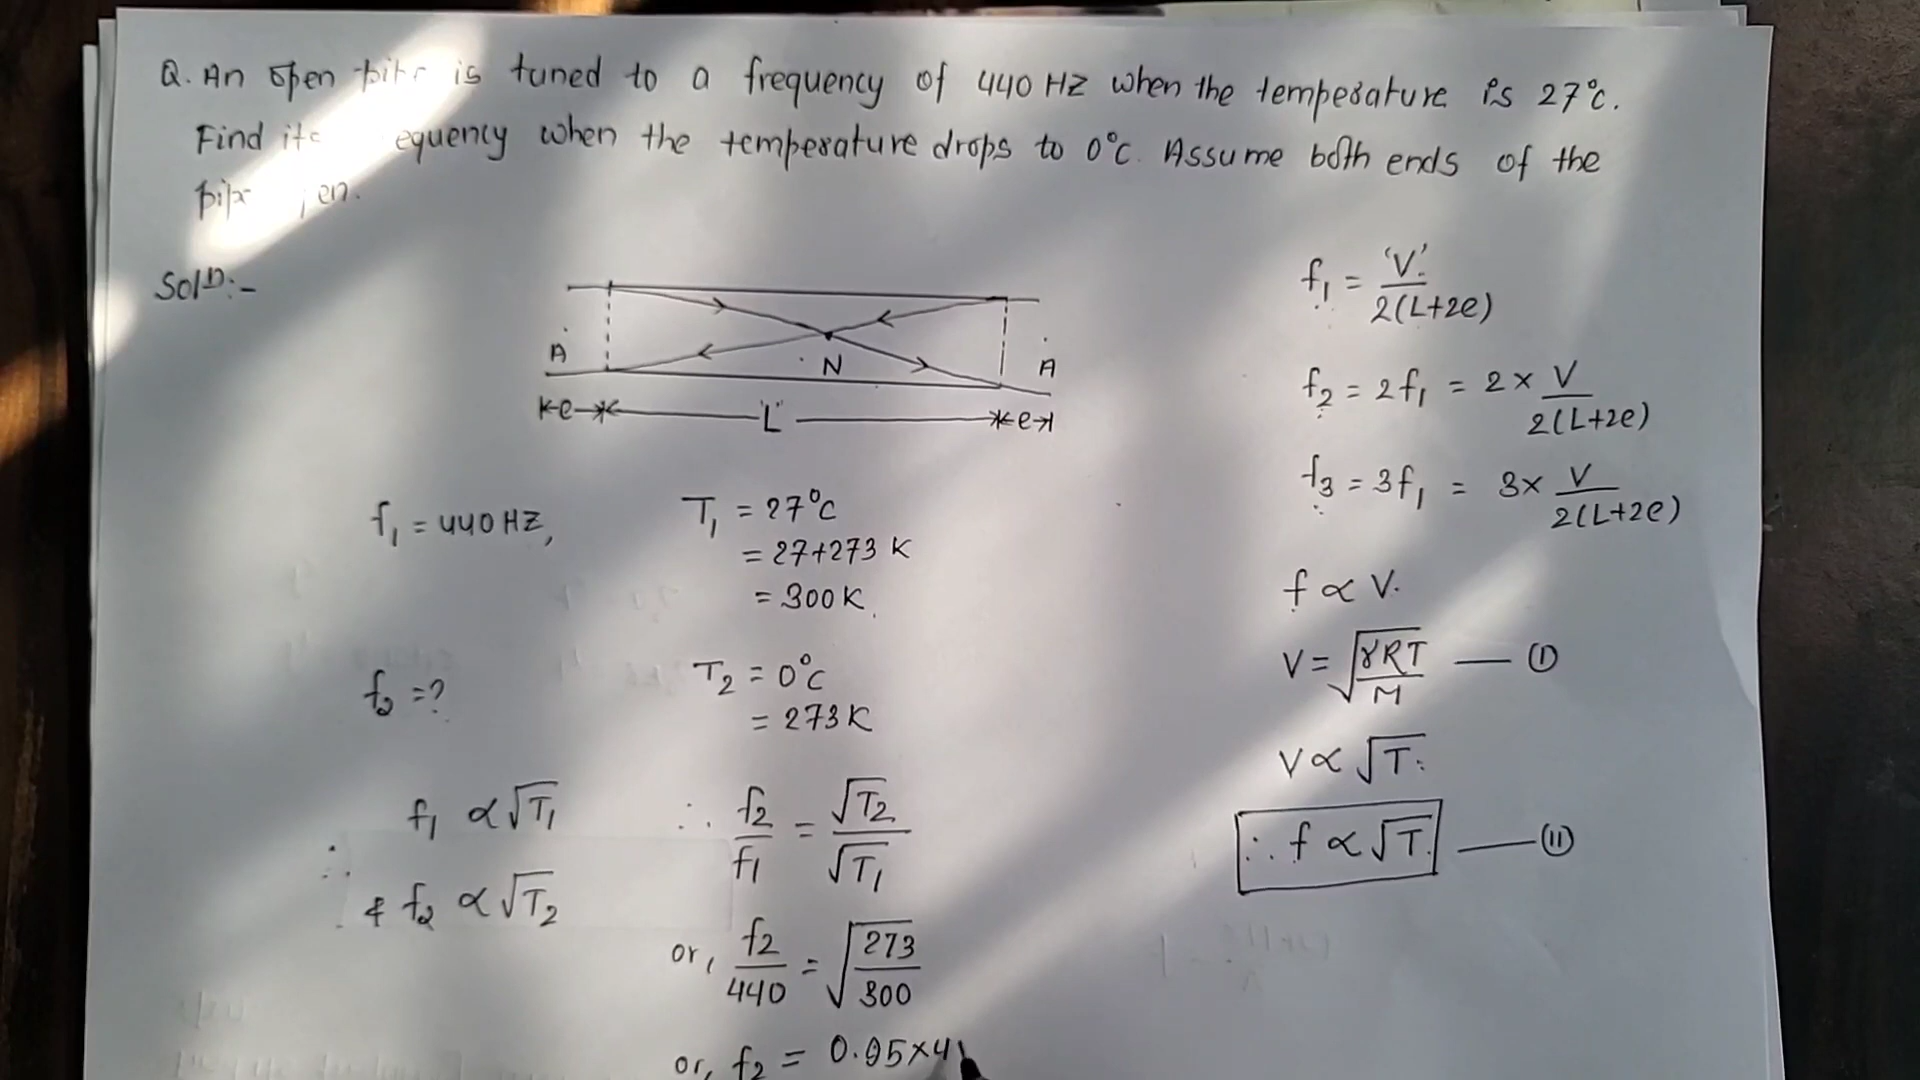 Q. An open is tuned to a frequency of 440 HZ when the temperature is 27°c.
Find equency when the temperature drops to 0°c. Assume both ends of the
en.
Solⁿ:-
A N A
e L e
f₁ = 440 HZ, T₁ = 27°C
= 27+273 K
= 300 K
f₂ = ? T₂ = 0°C
= 273 K
∴ f₁ ∝ √T₁
& f₂ ∝ √T₂
∴ f₂/f₁ = √T₂/√T₁
or, f₂/440 = √(273/300)
or, f₂ = 0.95×4
f₁ = 'V'/2(L+2e)
f₂ = 2f₁ = 2 × V/2(L+2e)
f₃ = 3f₁ = 3× V/2(L+2e)
f ∝ V.
V = √(γRT/M) — (I)
V ∝ √T.
∴ f ∝ √T. — (II)